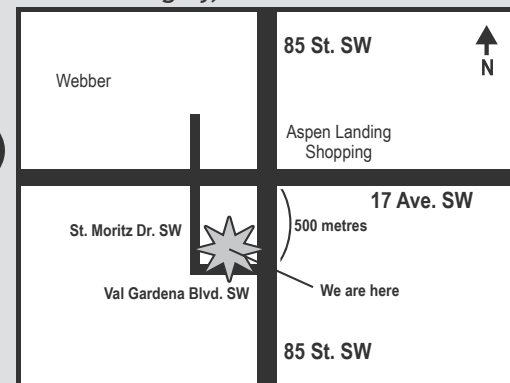 85 St. SW
N
Webber
Aspen Landing
Shopping
17 Ave. SW
500 metres
St. Moritz Dr. SW
We are here
Val Gardena Blvd. SW
85 St. SW